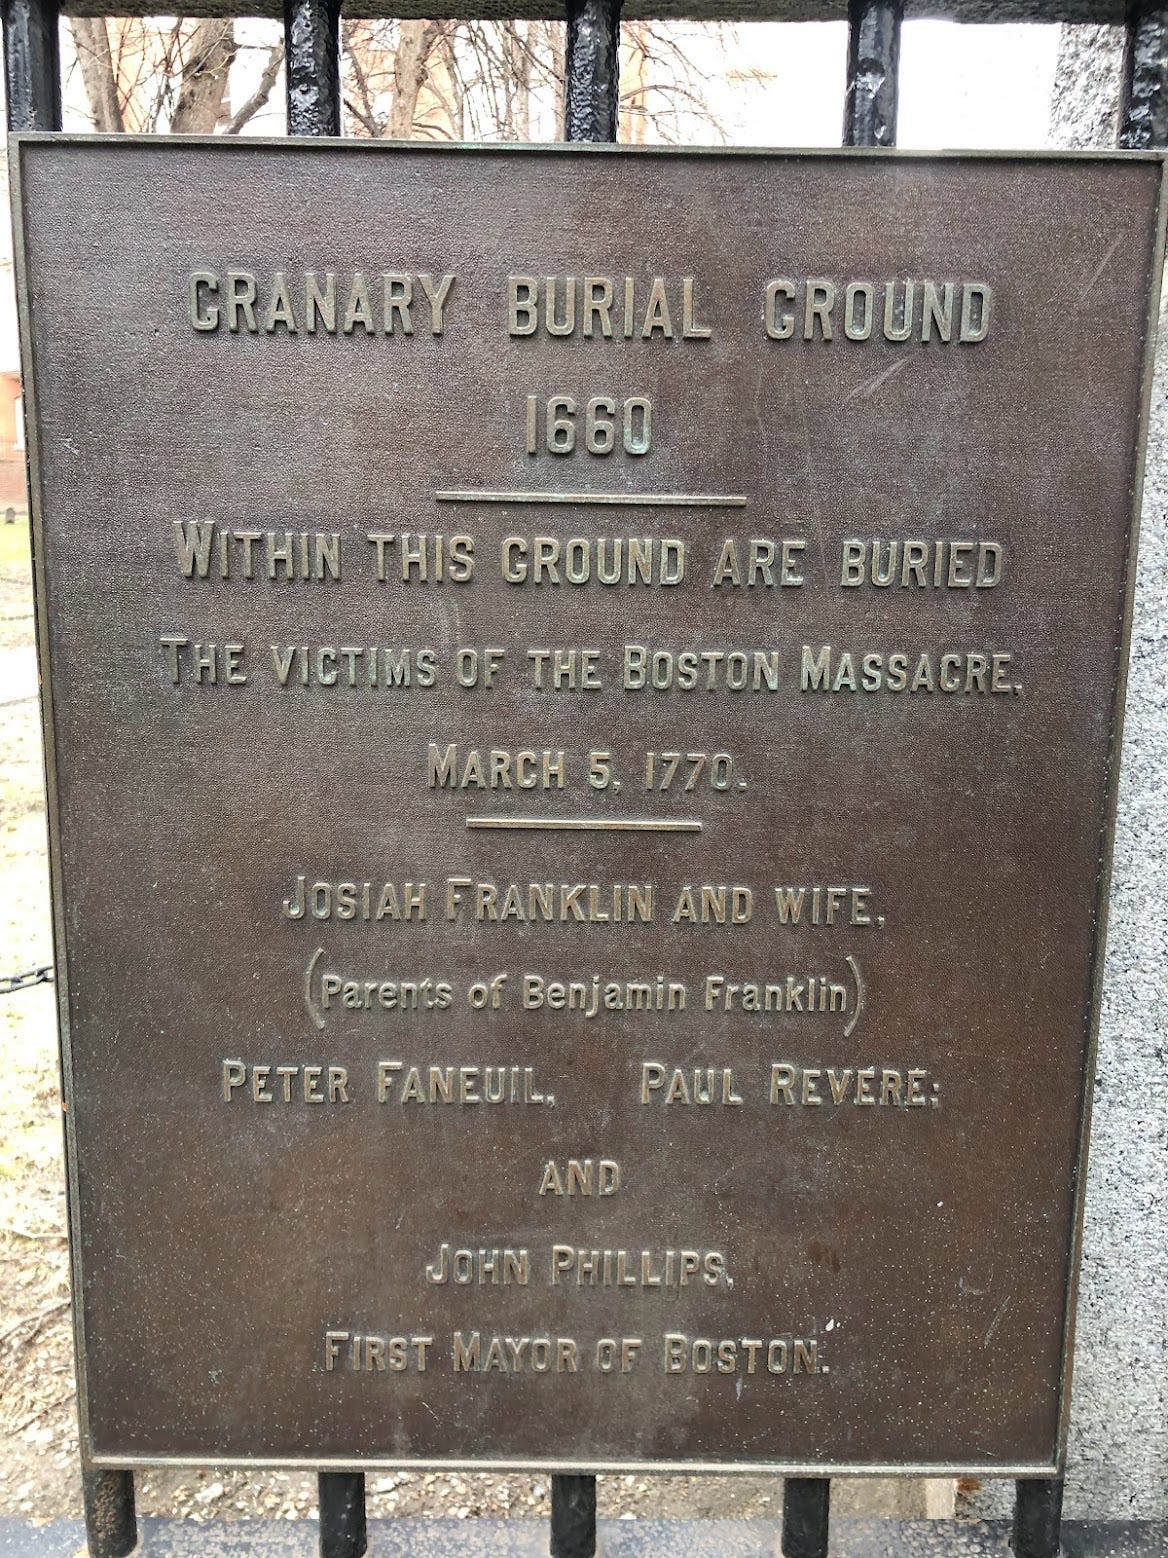 GRANARY BURIAL GROUND
1660
WITHIN THIS GROUND ARE BURIED
THE VICTIMS OF THE BOSTON MASSACRE,
MARCH 5, 1770.
JOSIAH FRANKLIN AND WIFE,
(Parents of Benjamin Franklin)
PETER FANEUIL, PAUL REVERE;
AND
JOHN PHILLIPS,
FIRST MAYOR OF BOSTON.